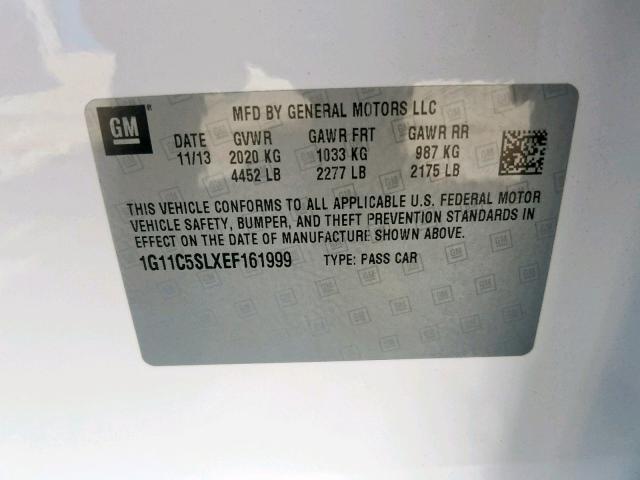 GM ®
MFD BY GENERAL MOTORS LLC
DATE GVWR GAWR FRT GAWR RR
11/13 2020 KG 1033 KG 987 KG
4452 LB 2277 LB 2175 LB
THIS VEHICLE CONFORMS TO ALL APPLICABLE U.S. FEDERAL MOTOR
VEHICLE SAFETY, BUMPER, AND THEFT PREVENTION STANDARDS IN
EFFECT ON THE DATE OF MANUFACTURE SHOWN ABOVE.
1G11C5SLXEF161999 TYPE: PASS CAR